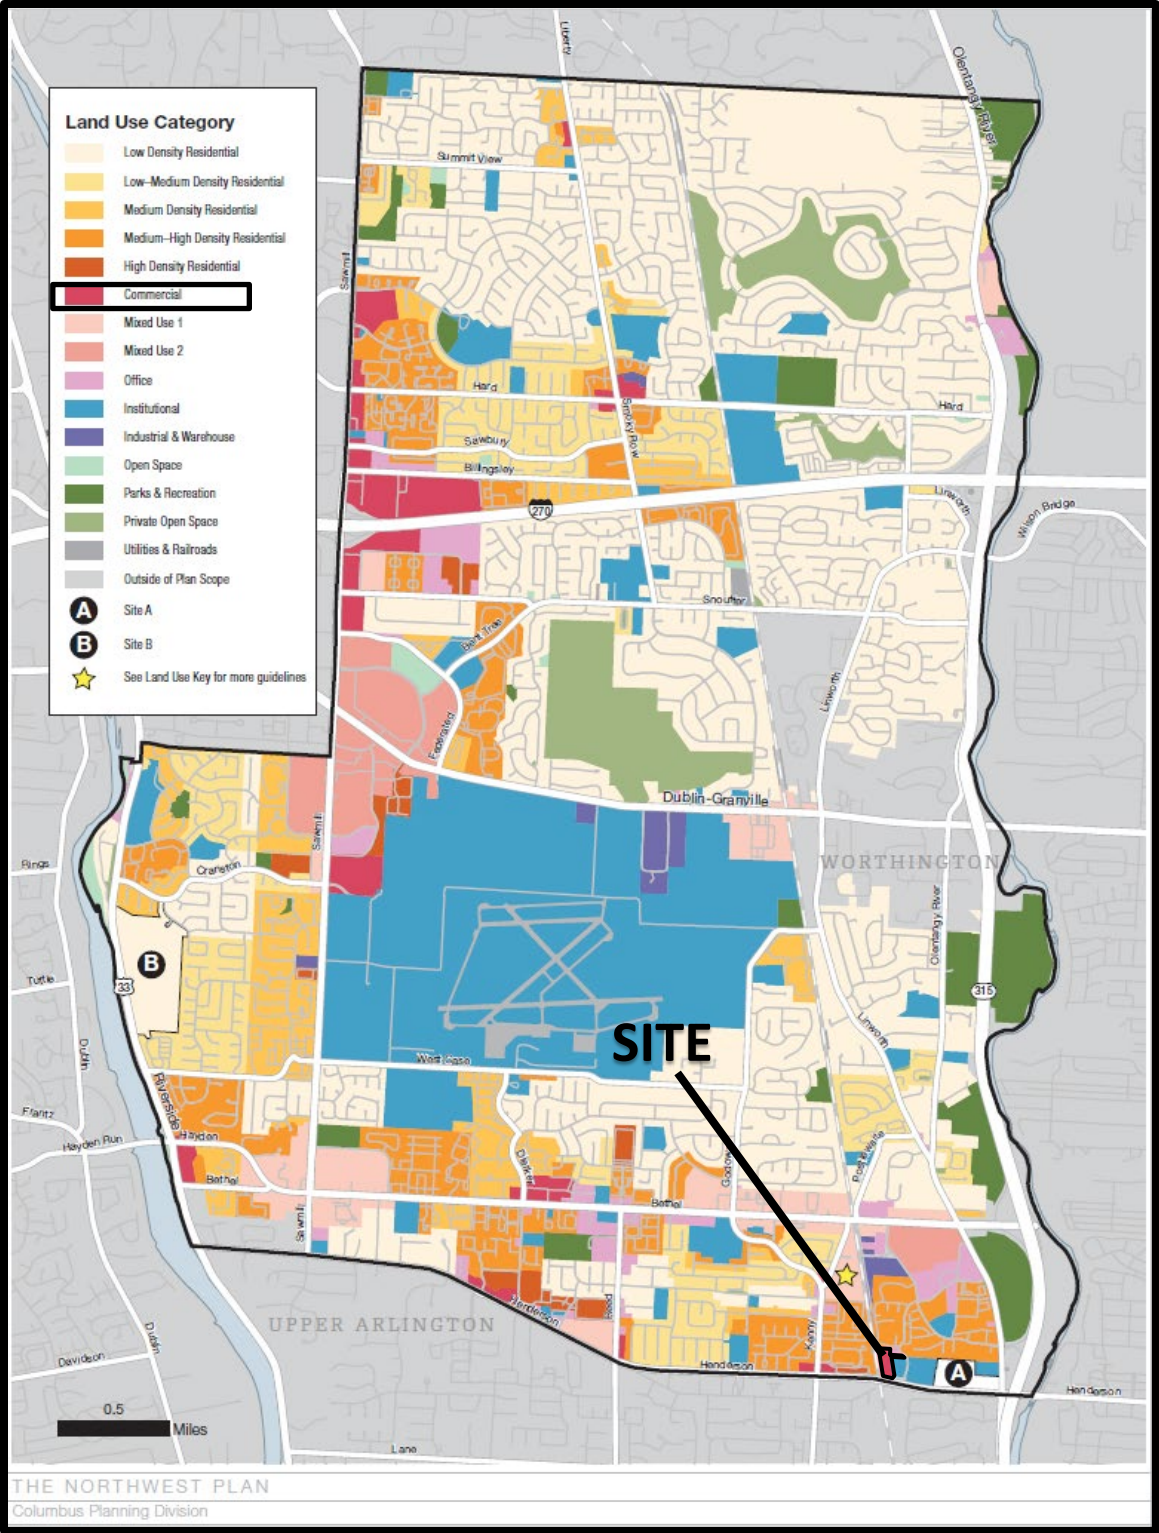 Land Use Category
Low Density Residential
Low–Medium Density Residential
Medium Density Residential
Medium–High Density Residential
High Density Residential
Commercial
Mixed Use 1
Mixed Use 2
Office
Institutional
Industrial & Warehouse
Open Space
Parks & Recreation
Private Open Space
Utilities & Railroads
Outside of Plan Scope
A Site A
B Site B
See Land Use Key for more guidelines
Liberty
Olentangy River
Summit View
Sawmill
Hard
Hard
Smoky Row
Sawbury
Billingsley
270
Linworth
Wilson Bridge
Snouffer
Bent Tree
Linworth
Federated
Dublin-Granville
Sawmill
WORTHINGTON
Rings
Cranston
Olentangy River
B
Turtle
33
315
Dublin
SITE
Linworth
West Case
Riverside
Frantz
Hayden Run
Hayden
Postlewaite
Dierker
Godown
Bethel
Bethel
Sawmill
UPPER ARLINGTON
Henderson
Reed
Kenny
Dublin
Davidson
Henderson
A
Henderson
0.5
Miles
Lane
THE NORTHWEST PLAN
Columbus Planning Division